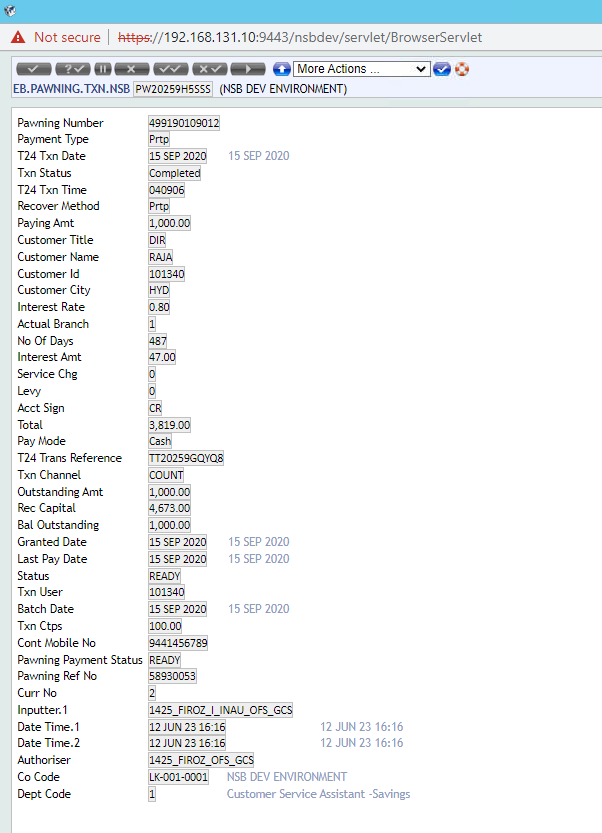 Not secure | https://192.168.131.10:9443/nsbdev/servlet/BrowserServlet
More Actions ...
EB.PAWNING.TXN.NSB PW20259H5SSS (NSB DEV ENVIRONMENT)
Pawning Number 499190109012
Payment Type Prtp
T24 Txn Date 15 SEP 2020 15 SEP 2020
Txn Status Completed
T24 Txn Time 040906
Recover Method Prtp
Paying Amt 1,000.00
Customer Title DIR
Customer Name RAJA
Customer Id 101340
Customer City HYD
Interest Rate 0.80
Actual Branch 1
No Of Days 487
Interest Amt 47.00
Service Chg 0
Levy 0
Acct Sign CR
Total 3,819.00
Pay Mode Cash
T24 Trans Reference TT20259GQYQ8
Txn Channel COUNT
Outstanding Amt 1,000.00
Rec Capital 4,673.00
Bal Outstanding 1,000.00
Granted Date 15 SEP 2020 15 SEP 2020
Last Pay Date 15 SEP 2020 15 SEP 2020
Status READY
Txn User 101340
Batch Date 15 SEP 2020 15 SEP 2020
Txn Ctps 100.00
Cont Mobile No 9441456789
Pawning Payment Status READY
Pawning Ref No 58930053
Curr No 2
Inputter.1 1425_FIROZ_I_INAU_OFS_GCS
Date Time.1 12 JUN 23 16:16 12 JUN 23 16:16
Date Time.2 12 JUN 23 16:16 12 JUN 23 16:16
Authoriser 1425_FIROZ_OFS_GCS
Co Code LK-001-0001 NSB DEV ENVIRONMENT
Dept Code 1 Customer Service Assistant -Savings